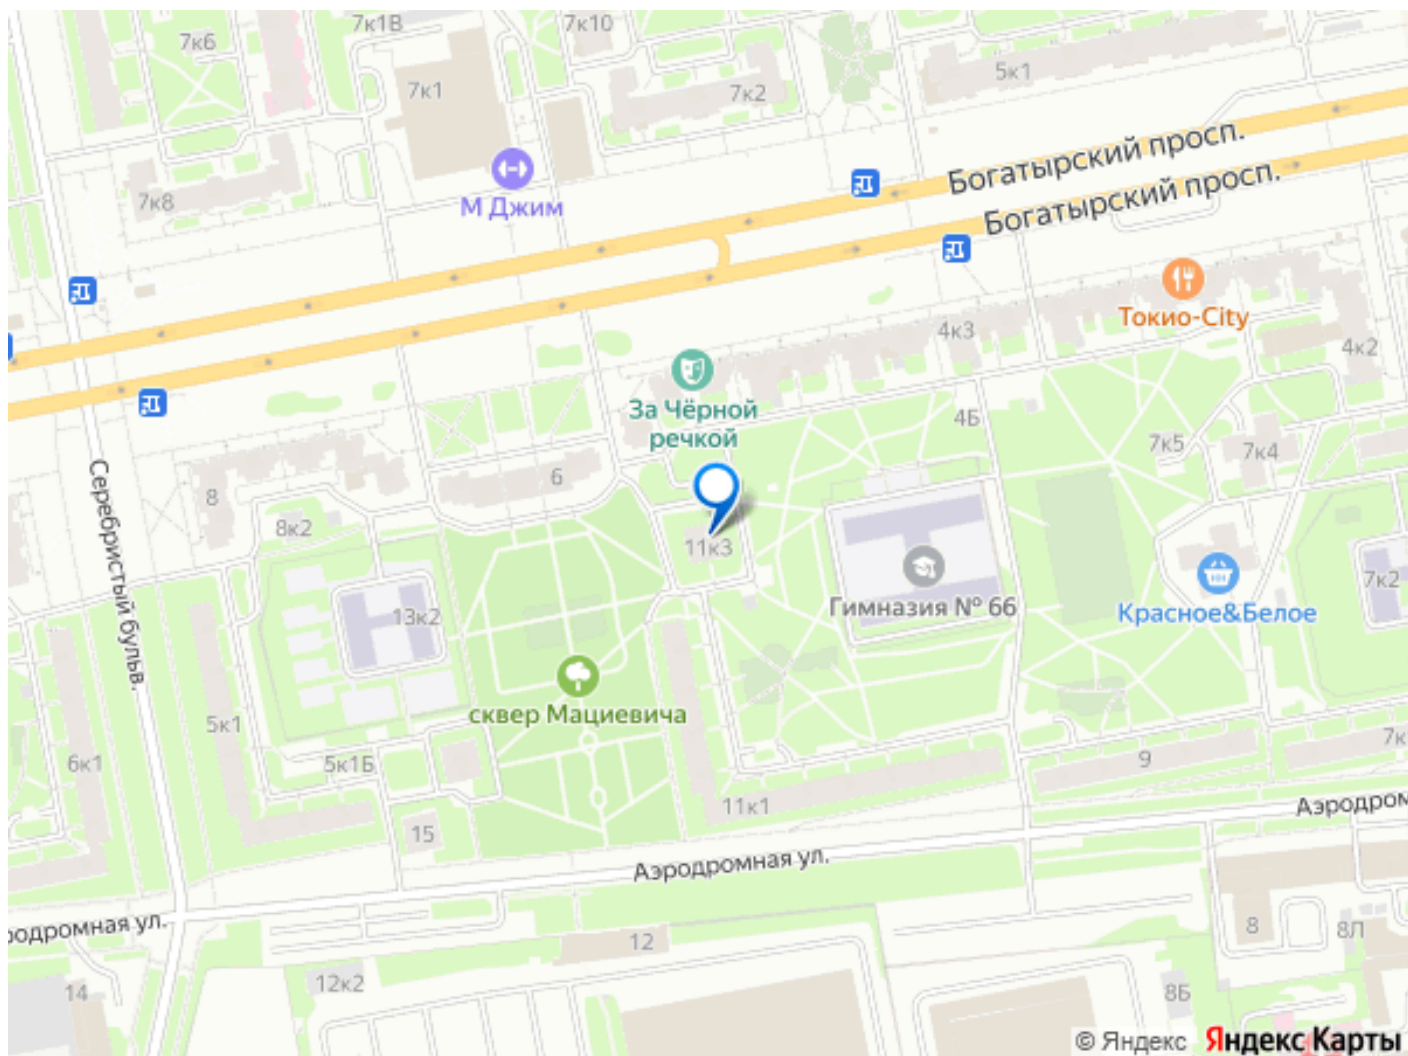 7к1В
7к10
7к6
5к1
7к1
7к2
Богатырский просп.
7к8
М Джим
Богатырский просп.
Токио-City
4к3
4к2
За Чёрной
речкой
4Б
7к5
7к4
Серебристый бульв.
8
6
8к2
11к3
7к2
13к2
Гимназия № 66
Красное&Белое
сквер Мациевича
5к1
6к1
5к1Б
9
7к
11к1
15
Аэродром
Аэродромная ул.
родромная ул.
12
8
8Л
12к2
14
8Б
© Яндекс Яндекс Карты